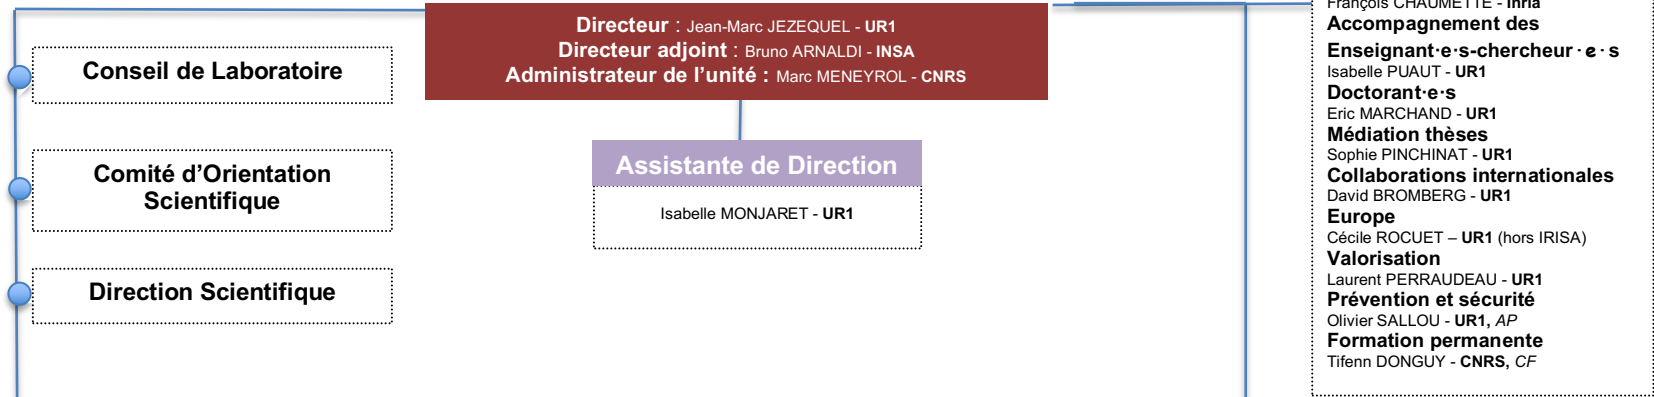 Directeur : Jean-Marc JEZEQUEL - UR1
Directeur adjoint : Bruno ARNALDI - INSA
Administrateur de l’unité : Marc MENEYROL - CNRS
Conseil de Laboratoire
Comité d’Orientation
Scientifique
Direction Scientifique
Assistante de Direction
Isabelle MONJARET - UR1
François CHAUMETTE - Inria
Accompagnement des
Enseignant·e·s-chercheur·e·s
Isabelle PUAUT - UR1
Doctorant·e·s
Eric MARCHAND - UR1
Médiation thèses
Sophie PINCHINAT - UR1
Collaborations internationales
David BROMBERG - UR1
Europe
Cécile ROCUET – UR1 (hors IRISA)
Valorisation
Laurent PERRAUDEAU - UR1
Prévention et sécurité
Olivier SALLOU - UR1, AP
Formation permanente
Tifenn DONGUY - CNRS, CF